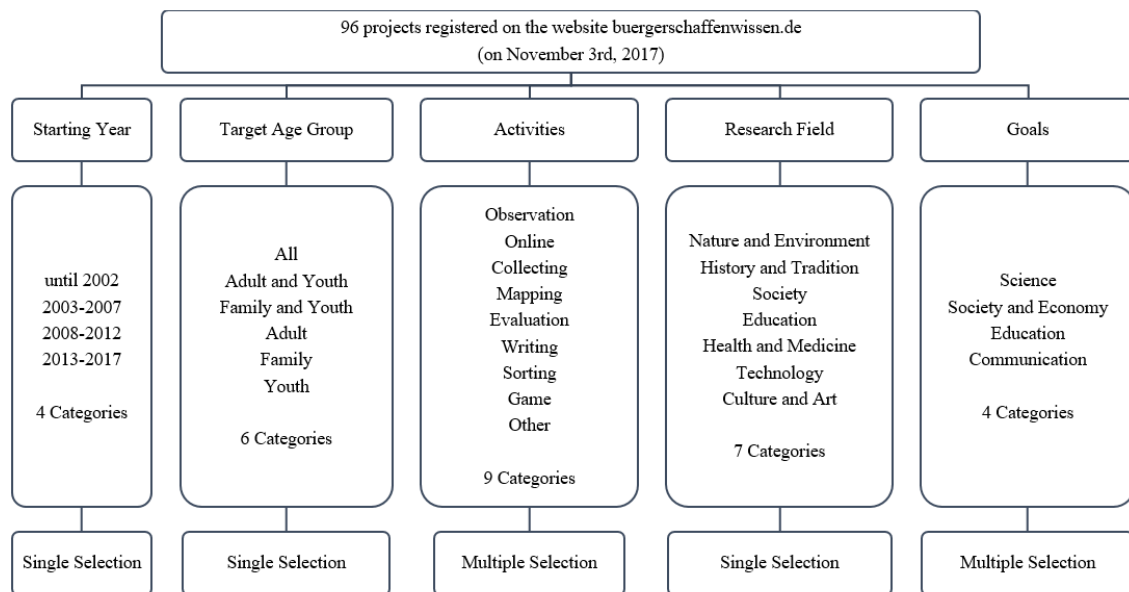 96 projects registered on the website buergerschaffenwissen.de
(on November 3rd, 2017)
Starting Year
Target Age Group
Activities
Research Field
Goals
until 2002
2003-2007
2008-2012
2013-2017
4 Categories
All
Adult and Youth
Family and Youth
Adult
Family
Youth
6 Categories
Observation
Online
Collecting
Mapping
Evaluation
Writing
Sorting
Game
Other
9 Categories
Nature and Environment
History and Tradition
Society
Education
Health and Medicine
Technology
Culture and Art
7 Categories
Science
Society and Economy
Education
Communication
4 Categories
Single Selection
Single Selection
Multiple Selection
Single Selection
Multiple Selection